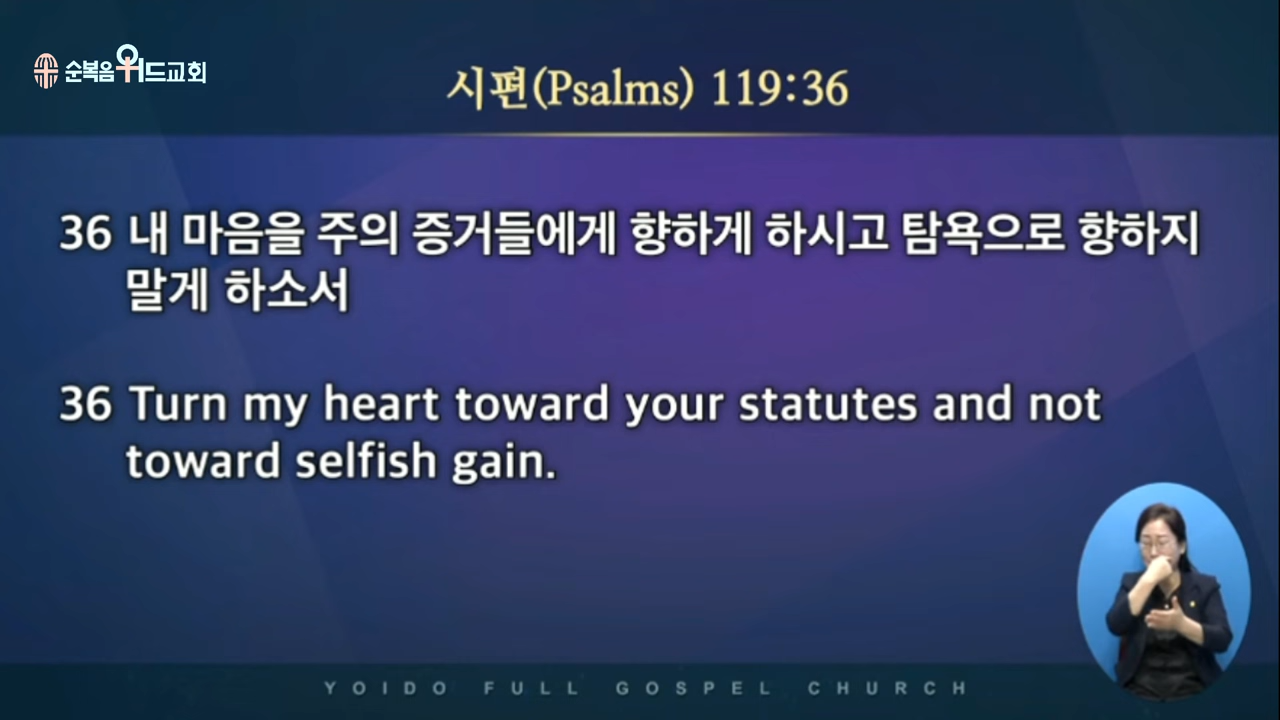 순복음위드교회
시편(Psalms) 119:36
36 내 마음을 주의 증거들에게 향하게 하시고 탐욕으로 향하지
말게 하소서
36 Turn my heart toward your statutes and not
toward selfish gain.
YOIDO FULL GOSPEL CHURCH